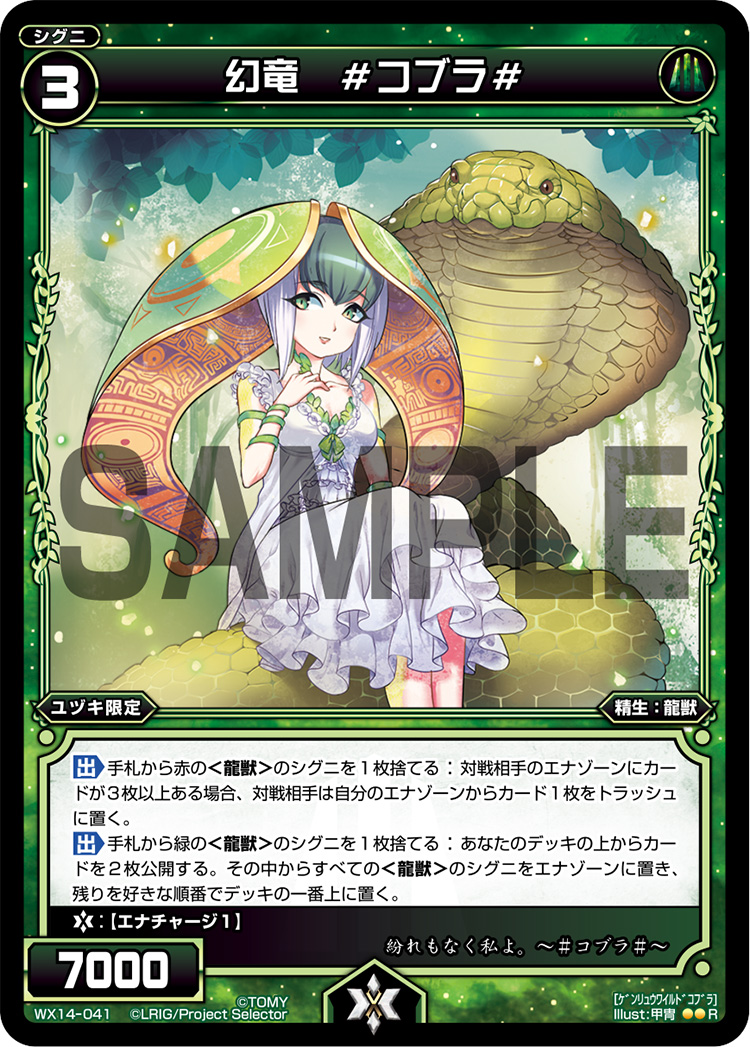 シグニ
3
幻竜　＃コブラ＃
SAMPLE
ユヅキ限定
精生：龍獣
出 手札から赤の＜龍獣＞のシグニを１枚捨てる：対戦相手のエナゾーンにカー
ドが３枚以上ある場合、対戦相手は自分のエナゾーンからカード１枚をトラッシュ
に置く。
出 手札から緑の＜龍獣＞のシグニを１枚捨てる：あなたのデッキの上からカー
ドを２枚公開する。その中からすべての＜龍獣＞のシグニをエナゾーンに置き、
残りを好きな順番でデッキの一番上に置く。
：【エナチャージ１】
紛れもなく私よ。～＃コブラ＃～
7000
WX14-041 ©LRIG/Project Selector
©TOMY
[ｹﾞﾝﾘｭｳﾜｲﾙﾄﾞｺﾌﾞﾗ]
Illust:甲冑 R